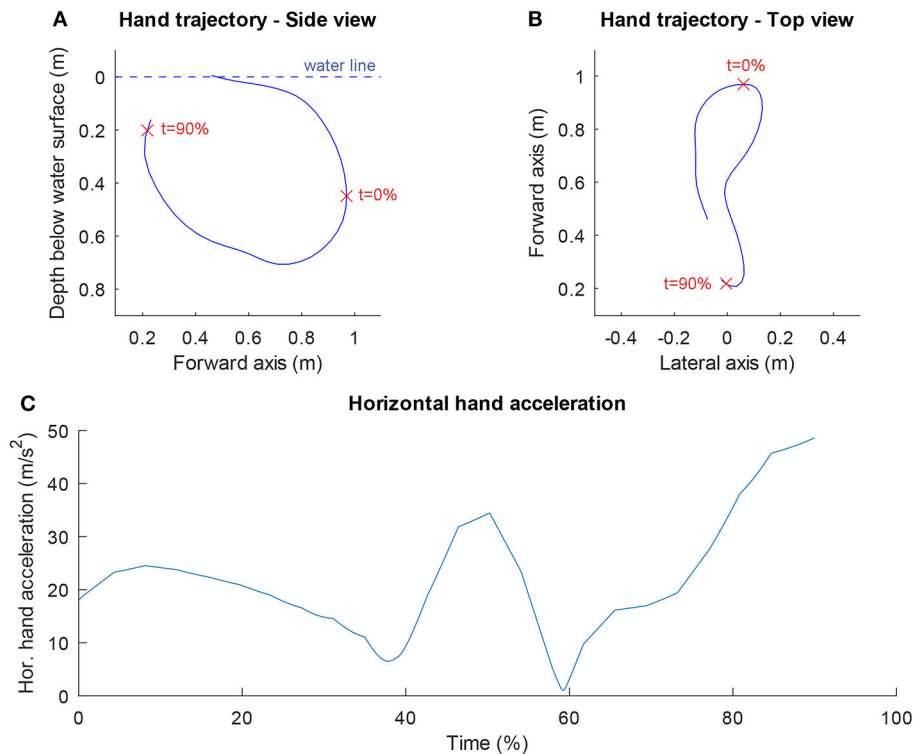 A
Hand trajectory - Side view
Depth below water surface (m)
0
0.2
0.4
0.6
0.8
water line
t=90%
t=0%
0.2
0.4
0.6
0.8
1
Forward axis (m)
B
Hand trajectory - Top view
Forward axis (m)
1
0.8
0.6
0.4
0.2
t=0%
t=90%
-0.4
-0.2
0
0.2
0.4
Lateral axis (m)
C
Horizontal hand acceleration
Hor. hand acceleration (m/s²)
50
40
30
20
10
0
0
20
40
60
80
100
Time (%)